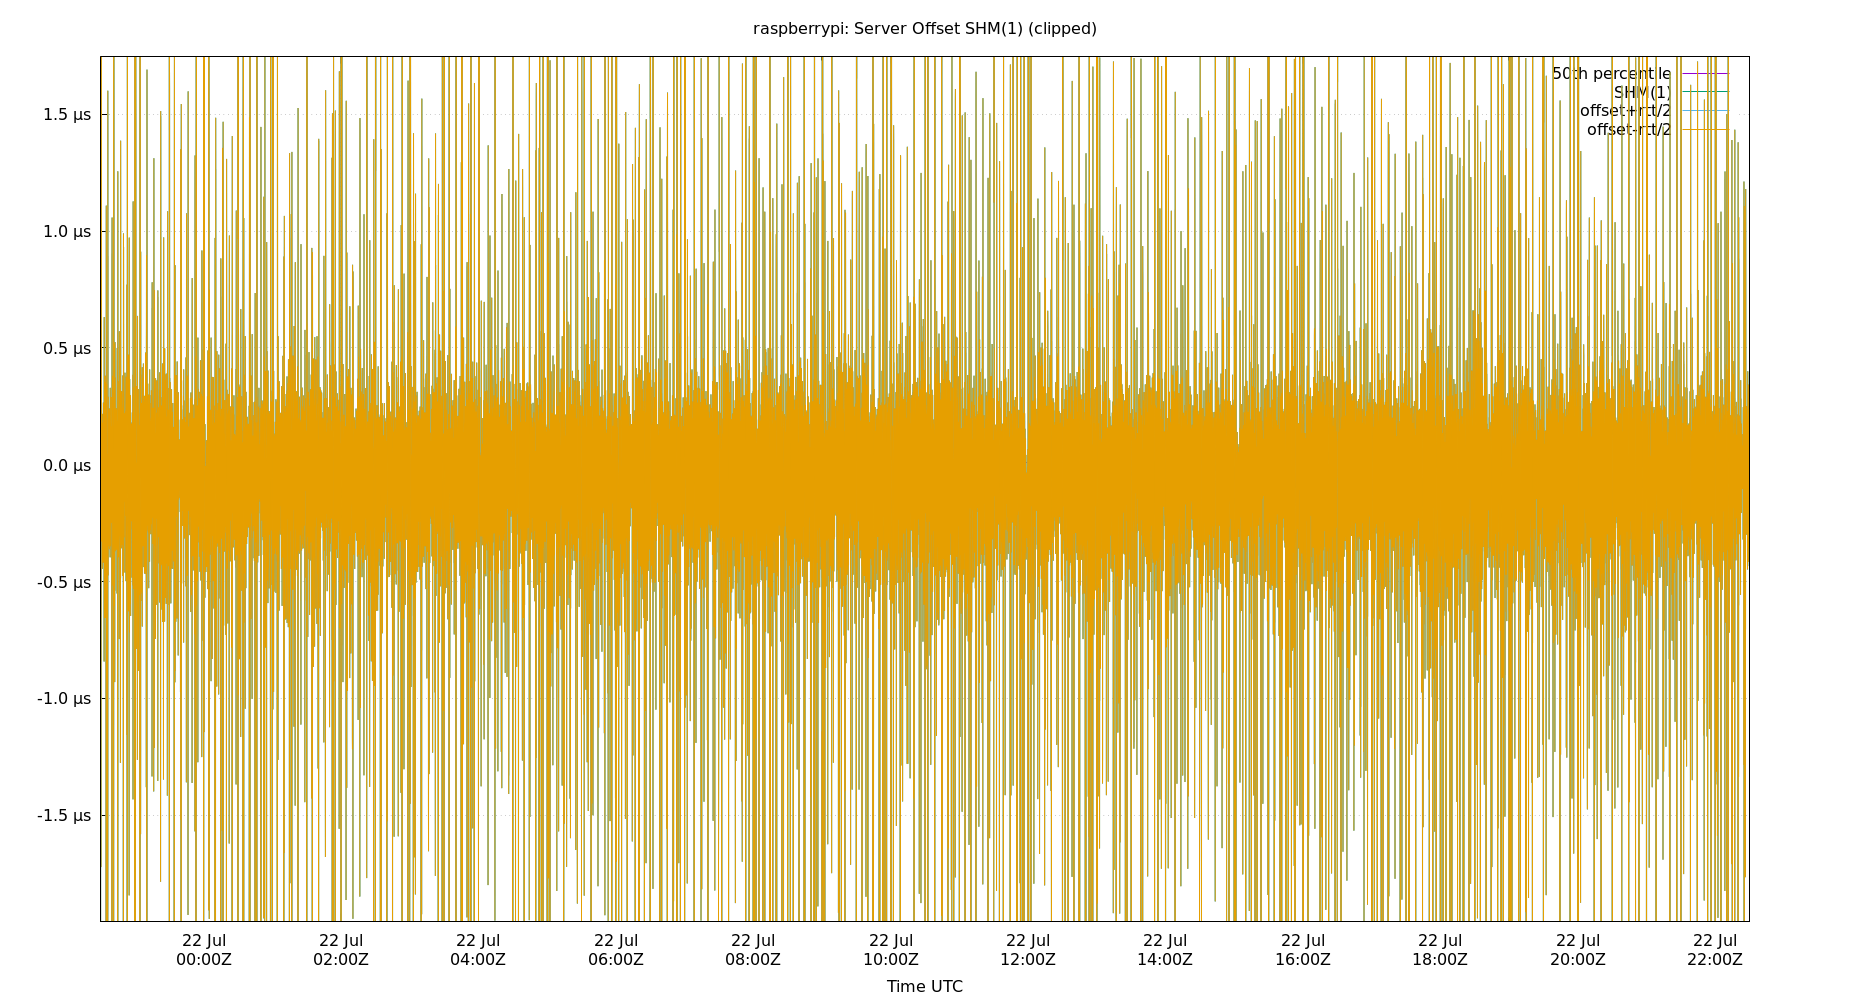 raspberrypi: Server Offset SHM(1) (clipped)
50th percentile
SHM(1)
offset+rtt/2
offset-rtt/2
1.5 µs
1.0 µs
0.5 µs
0.0 µs
-0.5 µs
-1.0 µs
-1.5 µs
22 Jul 22 Jul 22 Jul 22 Jul 22 Jul 22 Jul 22 Jul 22 Jul 22 Jul 22 Jul 22 Jul 22 Jul
00:00Z 02:00Z 04:00Z 06:00Z 08:00Z 10:00Z 12:00Z 14:00Z 16:00Z 18:00Z 20:00Z 22:00Z
Time UTC